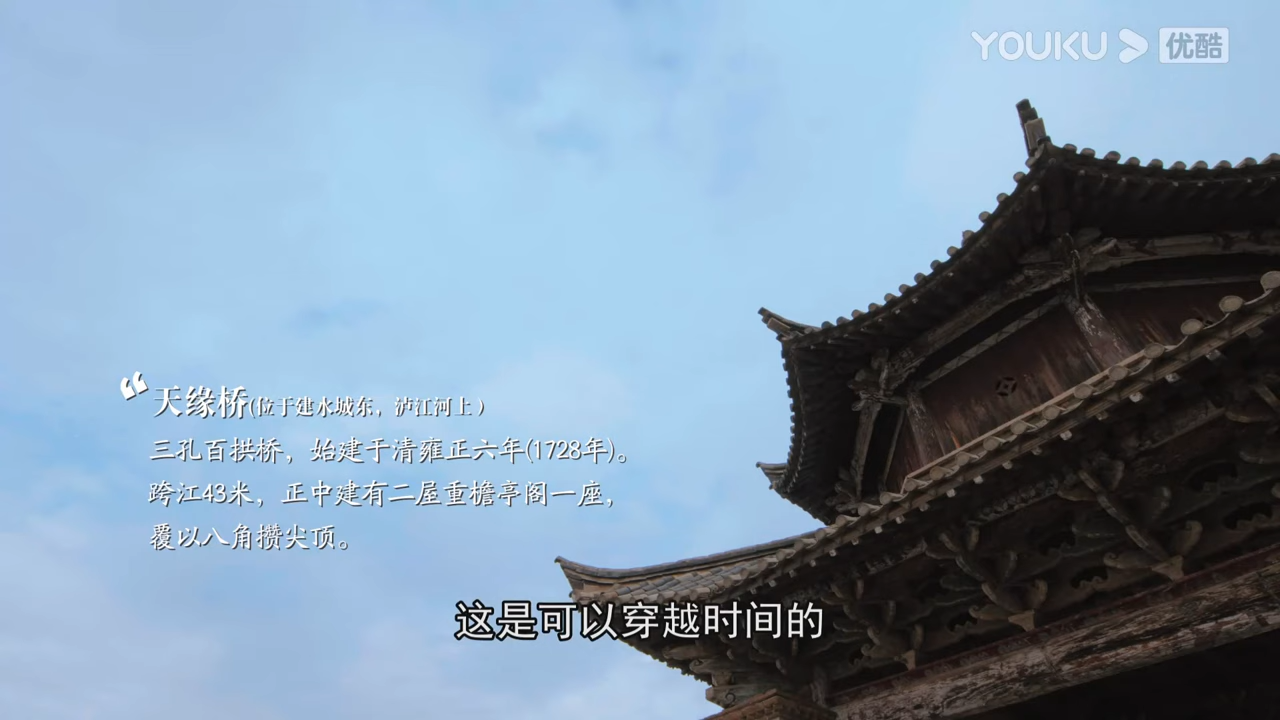 YOUKU 优酷
天缘桥(位于建水城东，泸江河上）
三孔百拱桥，始建于清雍正六年(1728年)。
跨江43米，正中建有二屋重檐亭阁一座，
覆以八角攒尖顶。
这是可以穿越时间的